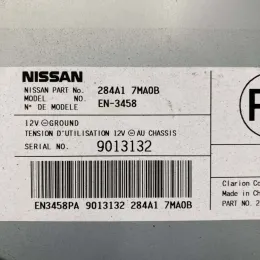 NISSAN
NISSAN PART No. 284A1 7MA0B
MODEL NO. EN-3458
N° DE MODELE
12V ⊖GROUND
TENSION D'UTILISATION 12V ⊖AU CHASSIS
SERIAL NO. 9013132
EN3458PA 9013132 284A1 7MA0B
Clarion Co
Made in
PART NO. 2